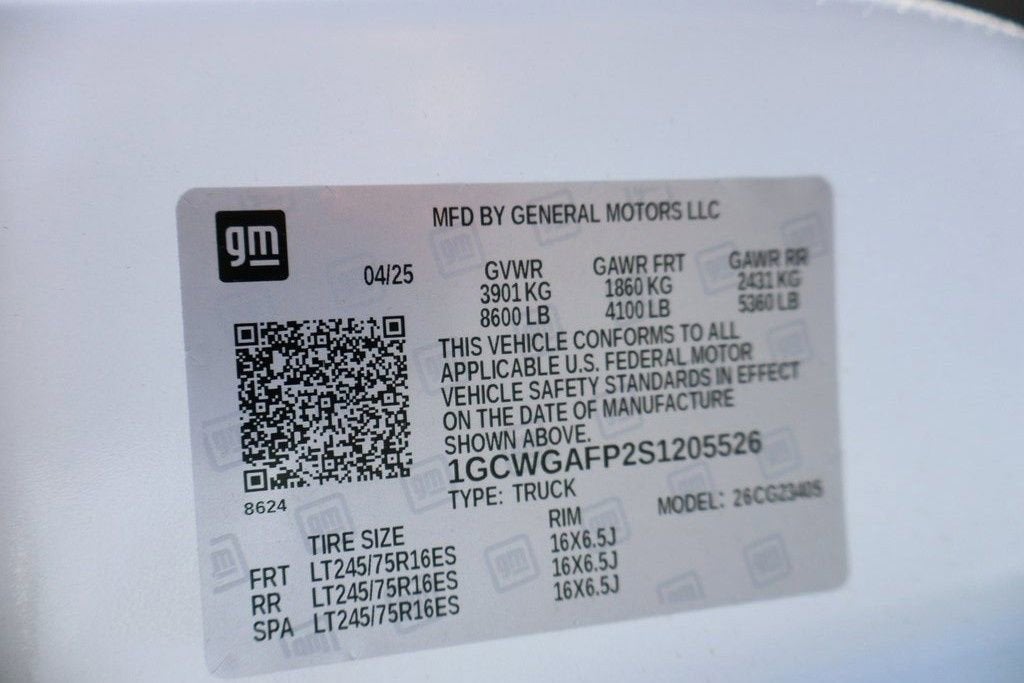 gm
MFD BY GENERAL MOTORS LLC
04/25
GVWR GAWR FRT GAWR RR
3901 KG 1860 KG 2431 KG
8600 LB 4100 LB 5360 LB
THIS VEHICLE CONFORMS TO ALL
APPLICABLE U.S. FEDERAL MOTOR
VEHICLE SAFETY STANDARDS IN EFFECT
ON THE DATE OF MANUFACTURE
SHOWN ABOVE.
1GCWGAFP2S1205526
8624
TYPE: TRUCK MODEL: 26CG23405
TIRE SIZE RIM
FRT LT245/75R16ES 16X6.5J
RR LT245/75R16ES 16X6.5J
SPA LT245/75R16ES 16X6.5J